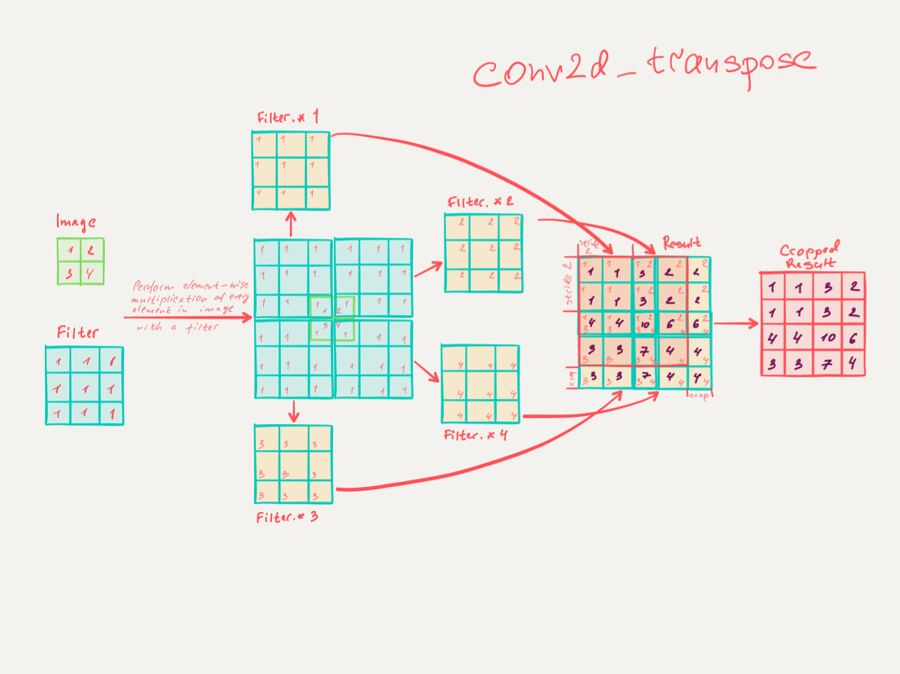 conv2d_transpose
Filter.* 1
1 1 1
1 1 1
1 1 1
Image
1 2
3 4
Filter
1 1 1
1 1 1
1 1 1
Perform element-wise
multiplication of every
element in image
with a filter
1 1 1 1 1 1
1 1 1 1 1 1
1 1 1 1 1 1
1 2
3 4
1 1 1 1 1 1
1 1 1 1 1 1
1 1 1 1 1 1
Filter.* 2
2 2 2
2 2 2
2 2 2
4 4 4
4 4 4
4 4 4
Filter.* 4
3 3 3
3 3 3
3 3 3
Filter.* 3
Result
stride 2
stride 2
1 1 3 2 2
1 1 3 2 2
4 4 10 6 6
3 3 7 4 4
3 3 7 4 4
crop
crop
Cropped
Result
1 1 3 2
1 1 3 2
4 4 10 6
3 3 7 4